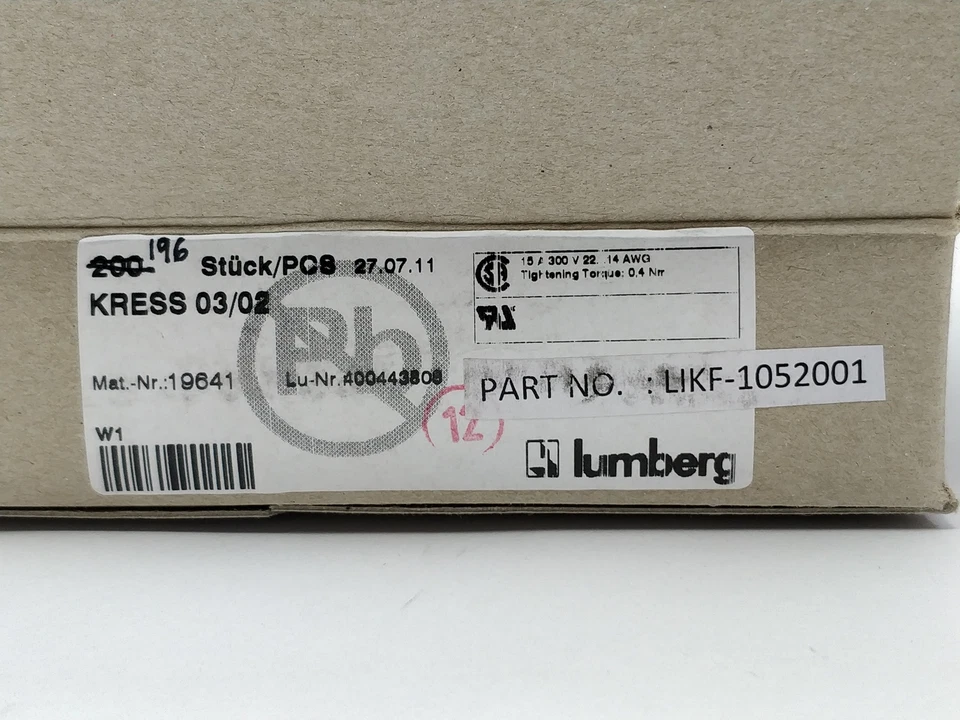 200 196 Stück/PCS 27.07.11
KRESS 03/02
Pb
15 A 300 V 22..14 AWG
Tightening Torque: 0.4 Nm
Mat.-Nr.:19641 Lu-Nr.400443808
PART NO. : LIKF-1052001
12
W1
lumberg